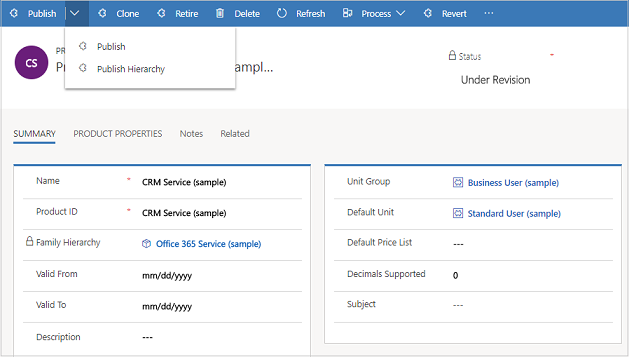 Publish Clone Retire Delete Refresh Process Revert ...
Publish
Publish Hierarchy
CS
PR
Pr
ampl...
Status *
Under Revision
SUMMARY PRODUCT PROPERTIES Notes Related
Name * CRM Service (sample)
Product ID * CRM Service (sample)
Family Hierarchy Office 365 Service (sample)
Valid From mm/dd/yyyy
Valid To mm/dd/yyyy
Description ---
Unit Group Business User (sample)
Default Unit Standard User (sample)
Default Price List ---
Decimals Supported 0
Subject ---